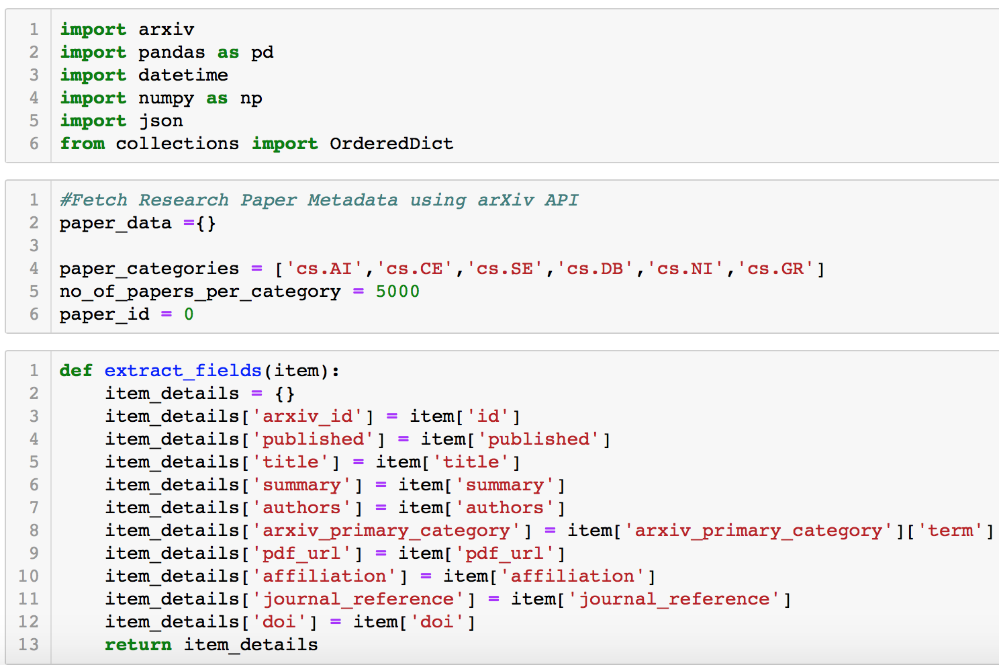 1 import arxiv
2 import pandas as pd
3 import datetime
4 import numpy as np
5 import json
6 from collections import OrderedDict
1 #Fetch Research Paper Metadata using arXiv API
2 paper_data ={}
3
4 paper_categories = ['cs.AI','cs.CE','cs.SE','cs.DB','cs.NI','cs.GR']
5 no_of_papers_per_category = 5000
6 paper_id = 0
1 def extract_fields(item):
2     item_details = {}
3     item_details['arxiv_id'] = item['id']
4     item_details['published'] = item['published']
5     item_details['title'] = item['title']
6     item_details['summary'] = item['summary']
7     item_details['authors'] = item['authors']
8     item_details['arxiv_primary_category'] = item['arxiv_primary_category']['term']
9     item_details['pdf_url'] = item['pdf_url']
10     item_details['affiliation'] = item['affiliation']
11     item_details['journal_reference'] = item['journal_reference']
12     item_details['doi'] = item['doi']
13     return item_details